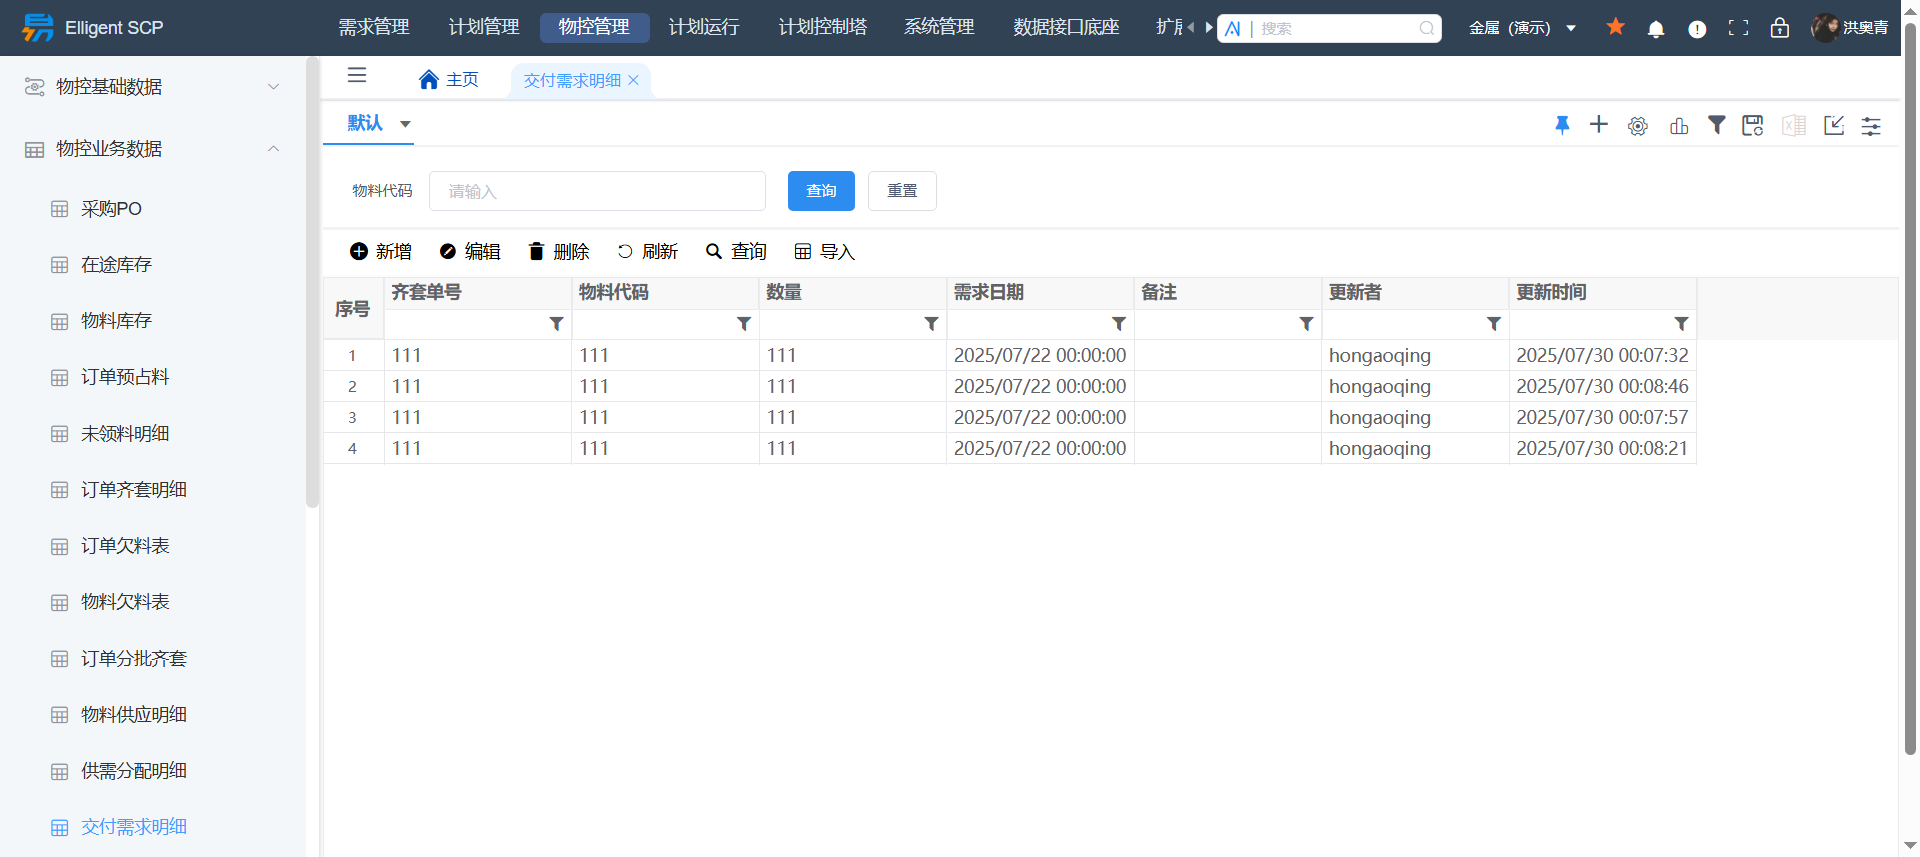 Elligent SCP
需求管理 计划管理 物控管理 计划运行 计划控制塔 系统管理 数据接口底座 搜索 金属（演示） 洪奥青
物控基础数据
物控业务数据
采购PO
在途库存
物料库存
订单预占料
未领料明细
订单齐套明细
订单欠料表
物料欠料表
订单分批齐套
物料供应明细
供需分配明细
交付需求明细
主页 交付需求明细
默认
物料代码 请输入 查询 重置
新增 编辑 删除 刷新 查询 导入
序号 齐套单号 物料代码 数量 需求日期 备注 更新者 更新时间
1 111 111 111 2025/07/22 00:00:00 hongaoqing 2025/07/30 00:07:32
2 111 111 111 2025/07/22 00:00:00 hongaoqing 2025/07/30 00:08:46
3 111 111 111 2025/07/22 00:00:00 hongaoqing 2025/07/30 00:07:57
4 111 111 111 2025/07/22 00:00:00 hongaoqing 2025/07/30 00:08:21